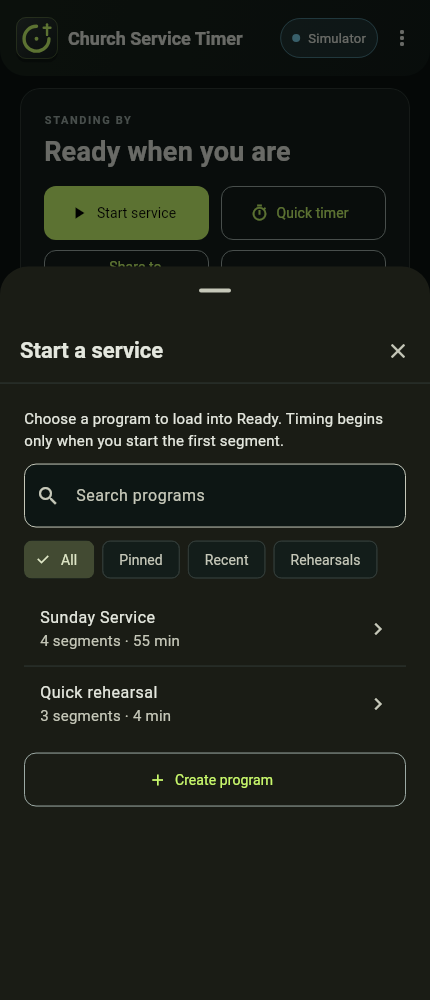 Church Service Timer
Simulator
STANDING BY
Ready when you are
Start service
Quick timer
Share to
Start a service
Choose a program to load into Ready. Timing begins
only when you start the first segment.
Search programs
All
Pinned
Recent
Rehearsals
Sunday Service
4 segments · 55 min
Quick rehearsal
3 segments · 4 min
Create program